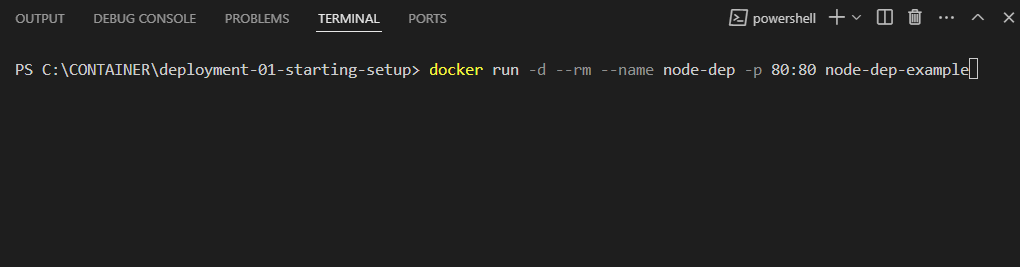 OUTPUT DEBUG CONSOLE PROBLEMS TERMINAL PORTS powershell
PS C:\CONTAINER\deployment-01-starting-setup> docker run -d --rm --name node-dep -p 80:80 node-dep-example